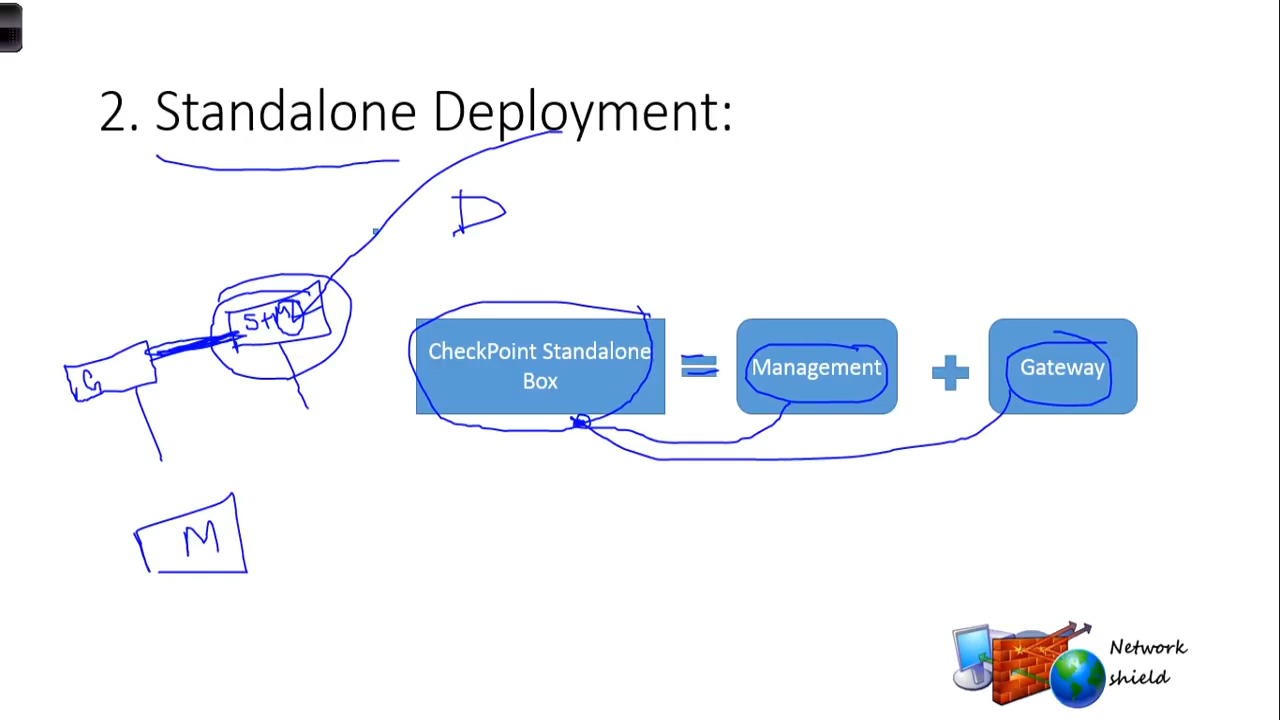 2. Standalone Deployment:
D
S+M
G
CheckPoint Standalone
Box
Management
Gateway
M
Network
shield